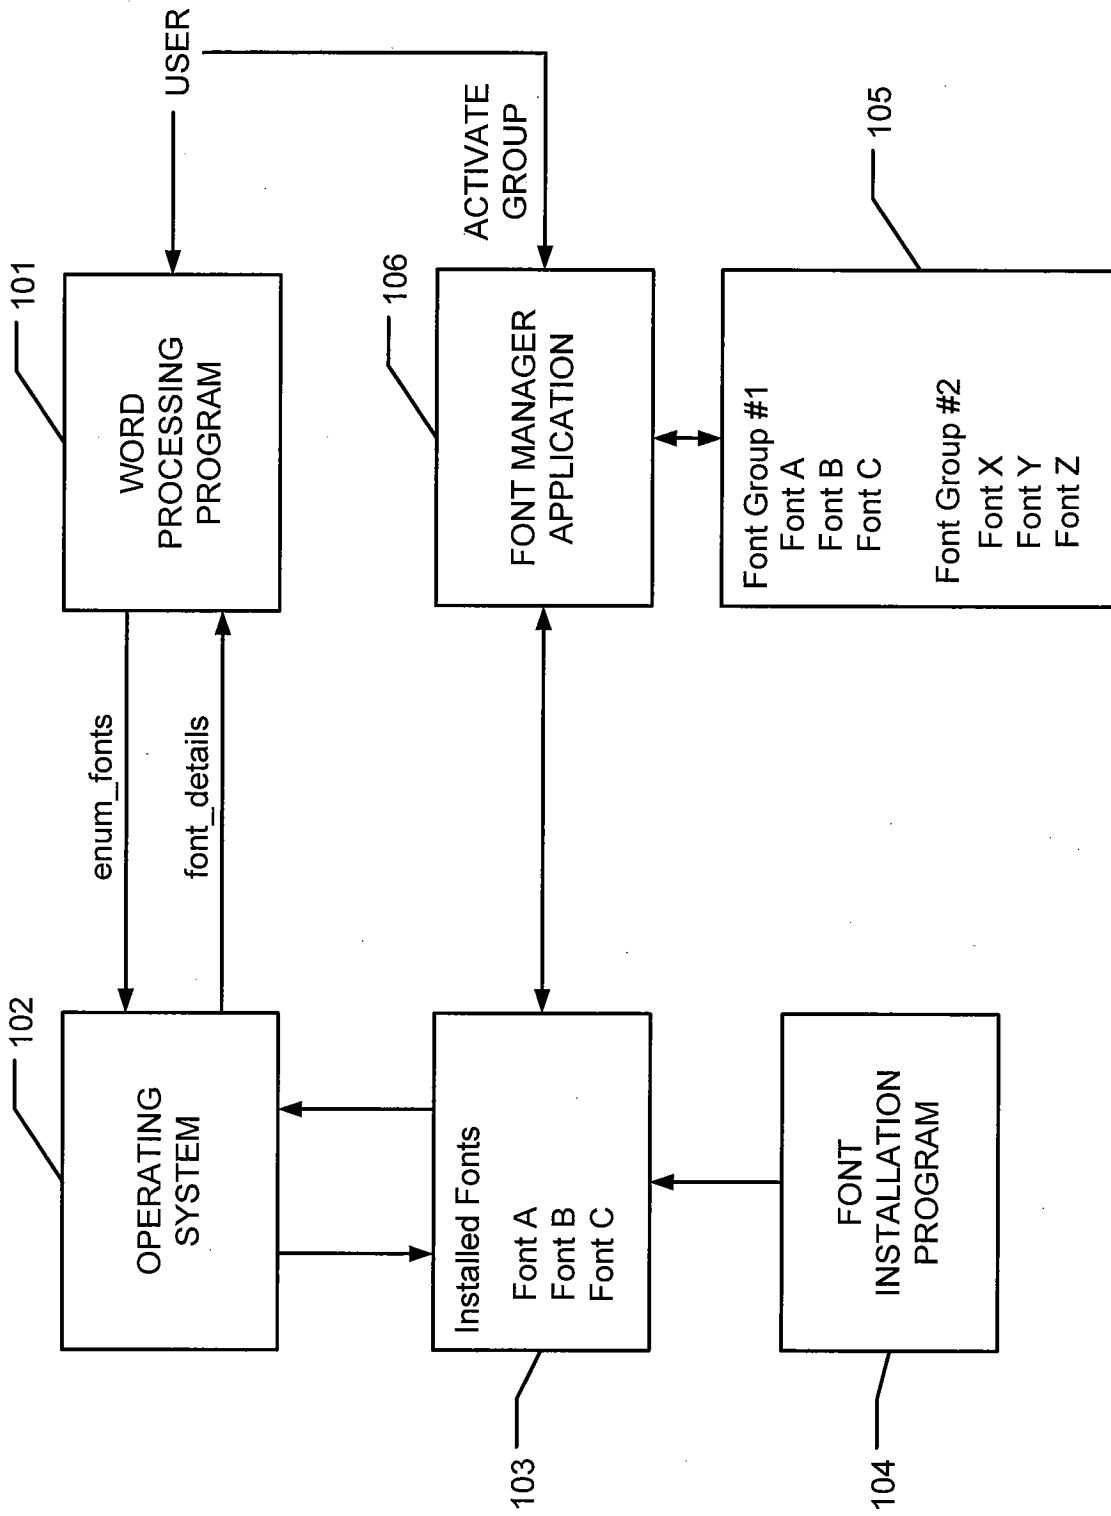 102
101
USER
enum_fonts
OPERATING
SYSTEM
WORD
PROCESSING
PROGRAM
font_details
106
ACTIVATE
GROUP
103
Installed Fonts
Font A
Font B
Font C
FONT MANAGER
APPLICATION
105
104
FONT
INSTALLATION
PROGRAM
Font Group #1
Font A
Font B
Font C
Font Group #2
Font X
Font Y
Font Z